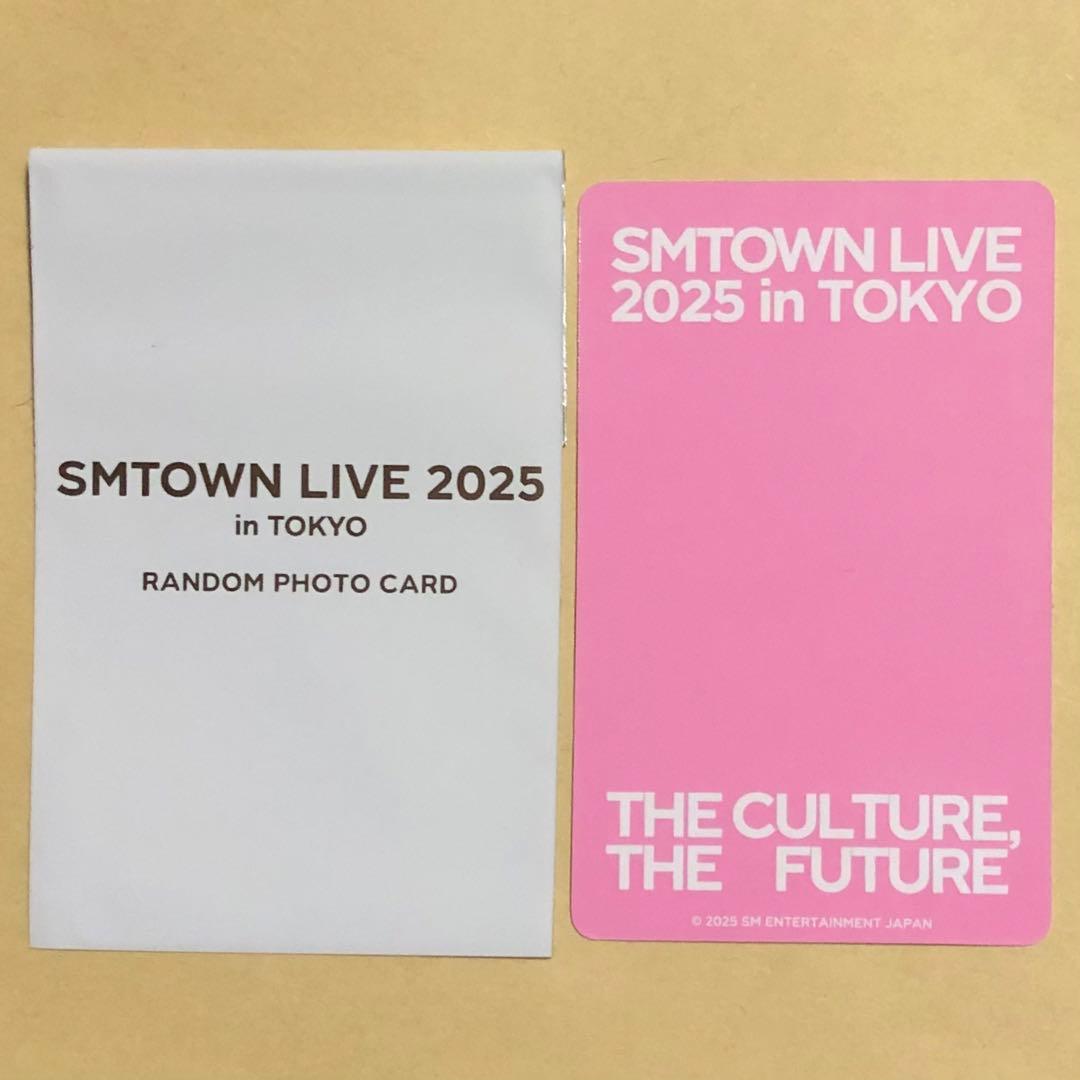 SMTOWN LIVE 2025
in TOKYO
RANDOM PHOTO CARD
SMTOWN LIVE
2025 in TOKYO
THE CULTURE,
THE FUTURE
© 2025 SM ENTERTAINMENT JAPAN